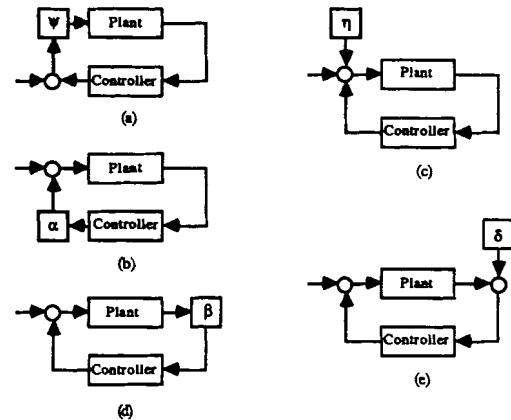 ψ Plant
Controller
(a)
Plant
α Controller
(b)
Plant β
Controller
(d)
η
Plant
Controller
(c)
δ
Plant
Controller
(e)